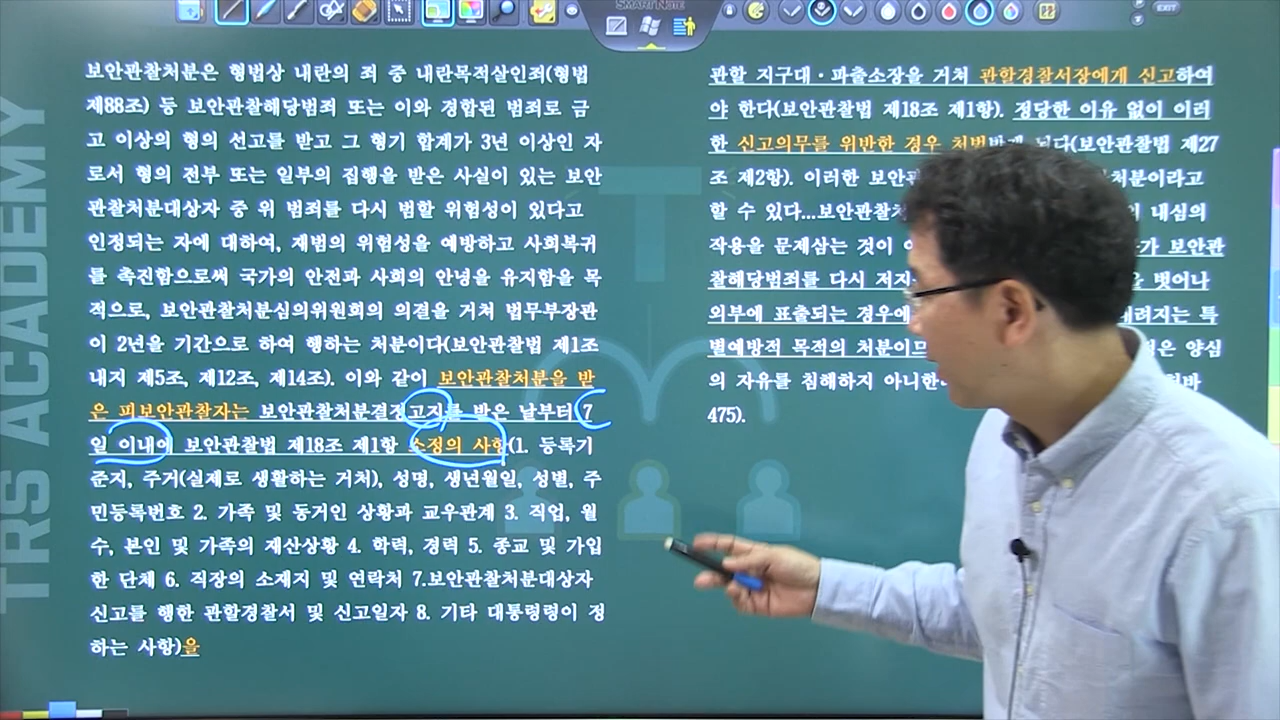 SMART NOTE
EXIT
TRS ACADEMY
보안관찰처분은 형법상 내란의 죄 중 내란목적살인죄(형법
제88조) 등 보안관찰해당범죄 또는 이와 경합된 범죄로 금
고 이상의 형의 선고를 받고 그 형기 합계가 3년 이상인 자
로서 형의 전부 또는 일부의 집행을 받은 사실이 있는 보안
관찰처분대상자 중 위 범죄를 다시 범할 위험성이 있다고
인정되는 자에 대하여, 재범의 위험성을 예방하고 사회복귀
를 촉진함으로써 국가의 안전과 사회의 안녕을 유지함을 목
적으로, 보안관찰처분심의위원회의 의결을 거쳐 법무부장관
이 2년을 기간으로 하여 행하는 처분이다(보안관찰법 제1조
내지 제5조, 제12조, 제14조). 이와 같이 보안관찰처분을 받
은 피보안관찰자는 보안관찰처분결정고지를 받은 날부터 7
일 이내에 보안관찰법 제18조 제1항 소정의 사항(1. 등록기
준지, 주거(실제로 생활하는 거처), 성명, 생년월일, 성별, 주
민등록번호 2. 가족 및 동거인 상황과 교우관계 3. 직업, 월
수, 본인 및 가족의 재산상황 4. 학력, 경력 5. 종교 및 가입
한 단체 6. 직장의 소재지 및 연락처 7.보안관찰처분대상자
신고를 행한 관할경찰서 및 신고일자 8. 기타 대통령령이 정
하는 사항)을
관할 지구대·파출소장을 거쳐 관할경찰서장에게 신고하여
야 한다(보안관찰법 제18조 제1항). 정당한 이유 없이 이러
한 신고의무를 위반한 경우 처벌받게 된다(보안관찰법 제27
조 제2항). 이러한 보안관 처분이라고
할 수 있다...보안관찰처 내심의
작용을 문제삼는 것이 보안관
찰해당범죄를 다시 저지 벗어나
외부에 표출되는 경우에 내려지는 특
별예방적 목적의 처분이므 양심
의 자유를 침해하지 아니한
475).